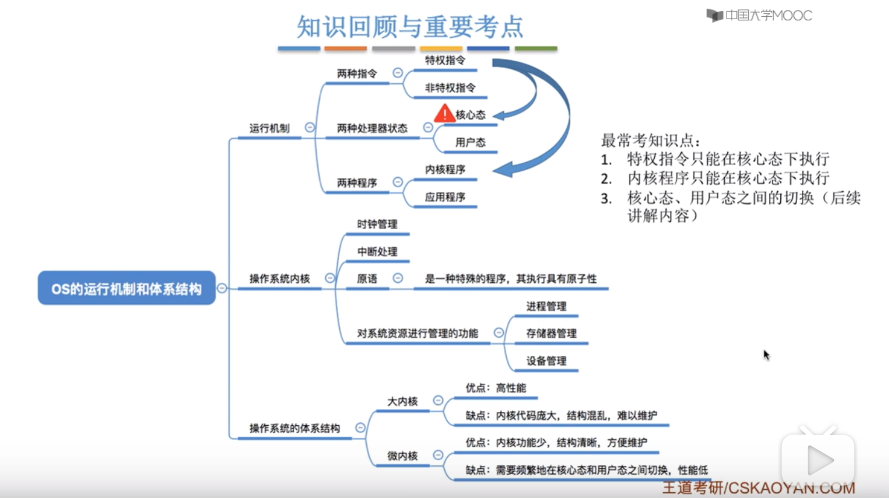 中国大学MOOC
知识回顾与重要考点
特权指令
两种指令
非特权指令
运行机制
两种处理器状态
核心态
用户态
内核程序
两种程序
应用程序
最常考知识点：
1. 特权指令只能在核心态下执行
2. 内核程序只能在核心态下执行
3. 核心态、用户态之间的切换（后续
讲解内容）
时钟管理
中断处理
操作系统内核
原语
是一种特殊的程序，其执行具有原子性
OS的运行机制和体系结构
进程管理
对系统资源进行管理的功能
存储器管理
设备管理
优点：高性能
大内核
缺点：内核代码庞大，结构混乱，难以维护
操作系统的体系结构
优点：内核功能少，结构清晰，方便维护
微内核
缺点：需要频繁地在核心态和用户态之间切换，性能低
王道考研/CSKAOYAN.COM